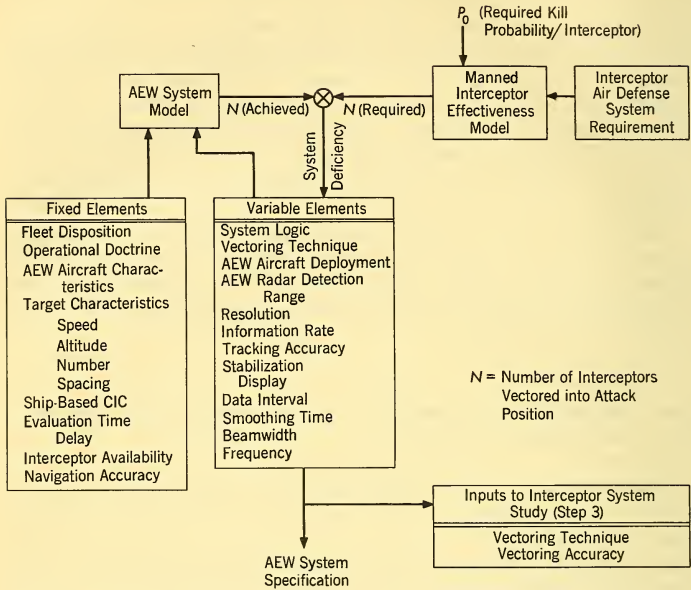 P₀ (Required Kill
Probability/Interceptor)
AEW System
Model
N (Achieved)
N (Required)
Manned
Interceptor
Effectiveness
Model
Interceptor
Air Defense
System
Requirement
System
Deficiency
Fixed Elements
Fleet Disposition
Operational Doctrine
AEW Aircraft Charac-
teristics
Target Characteristics
Speed
Altitude
Number
Spacing
Ship-Based CIC
Evaluation Time
Delay
Interceptor Availability
Navigation Accuracy
Variable Elements
System Logic
Vectoring Technique
AEW Aircraft Deployment
AEW Radar Detection
Range
Resolution
Information Rate
Tracking Accuracy
Stabilization
Display
Data Interval
Smoothing Time
Beamwidth
Frequency
N = Number of Interceptors
Vectored into Attack
Position
Inputs to Interceptor System
Study (Step 3)
Vectoring Technique
Vectoring Accuracy
AEW System
Specification